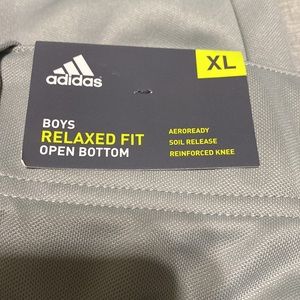 XL
adidas
BOYS
RELAXED FIT
OPEN BOTTOM
AEROREADY
SOIL RELEASE
REINFORCED KNEE